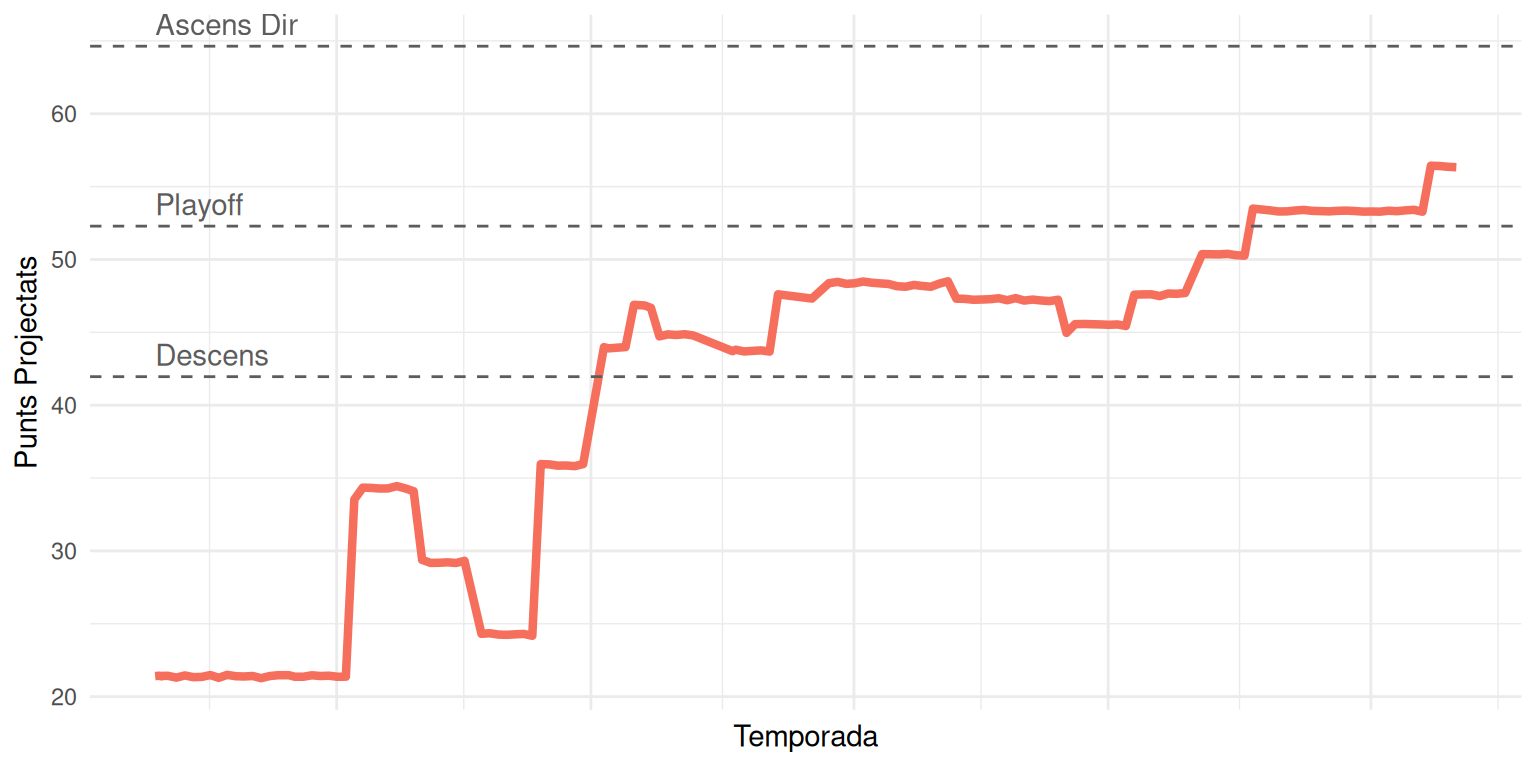 Ascens Dir
60
Playoff
50
Descens
40
30
20
Punts Projectats
Temporada